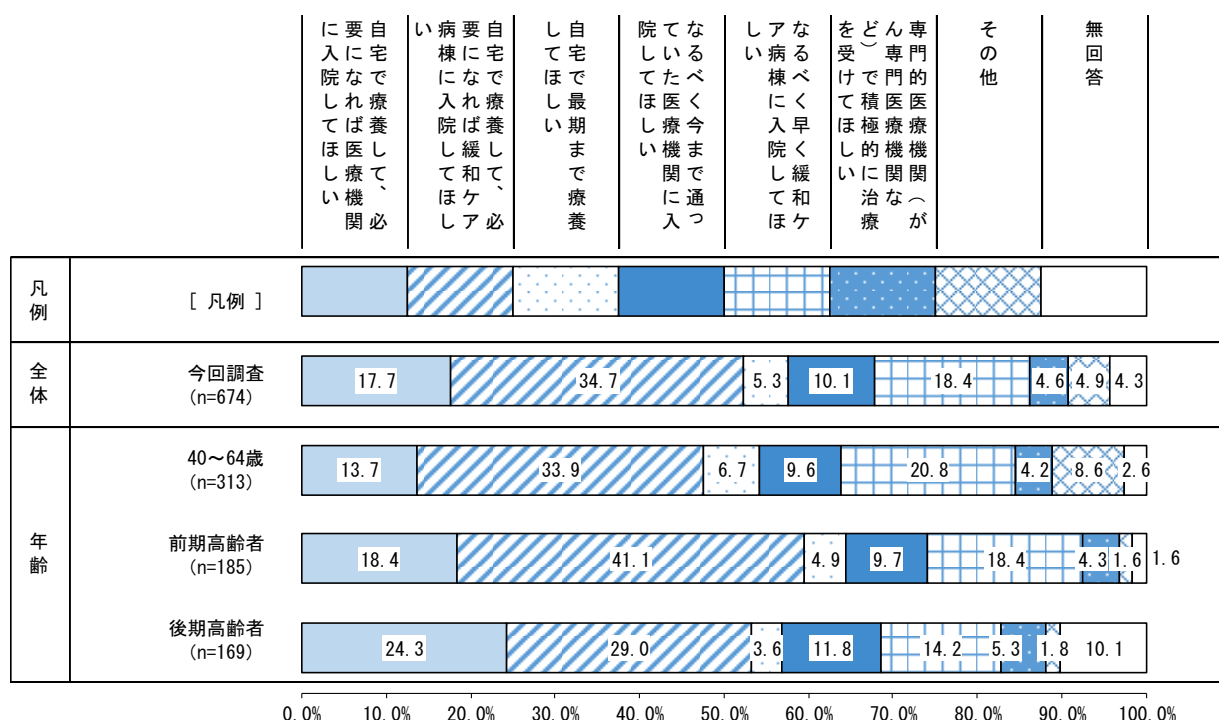 自宅で療養して、必
要になれば医療機関
に入院してほしい
自宅で療養して、必
要になれば緩和ケア
病棟に入院してほし
い
自宅で最期まで療養
してほしい
なるべく今まで通っ
ていた医療機関に入
院してほしい
なるべく早く緩和ケ
ア病棟に入院してほ
しい
専門的医療機関（が
ん専門医療機関な
ど）で積極的に治療
を受けてほしい
その他
無回答
凡例
[ 凡例 ]
全体
今回調査
(n=674)
17.7
34.7
5.3
10.1
18.4
4.6
4.9
4.3
年齢
40～64歳
(n=313)
13.7
33.9
6.7
9.6
20.8
4.2
8.6
2.6
前期高齢者
(n=185)
18.4
41.1
4.9
9.7
18.4
4.3
1.6
1.6
後期高齢者
(n=169)
24.3
29.0
3.6
11.8
14.2
5.3
1.8
10.1
0.0%
10.0%
20.0%
30.0%
40.0%
50.0%
60.0%
70.0%
80.0%
90.0%
100.0%